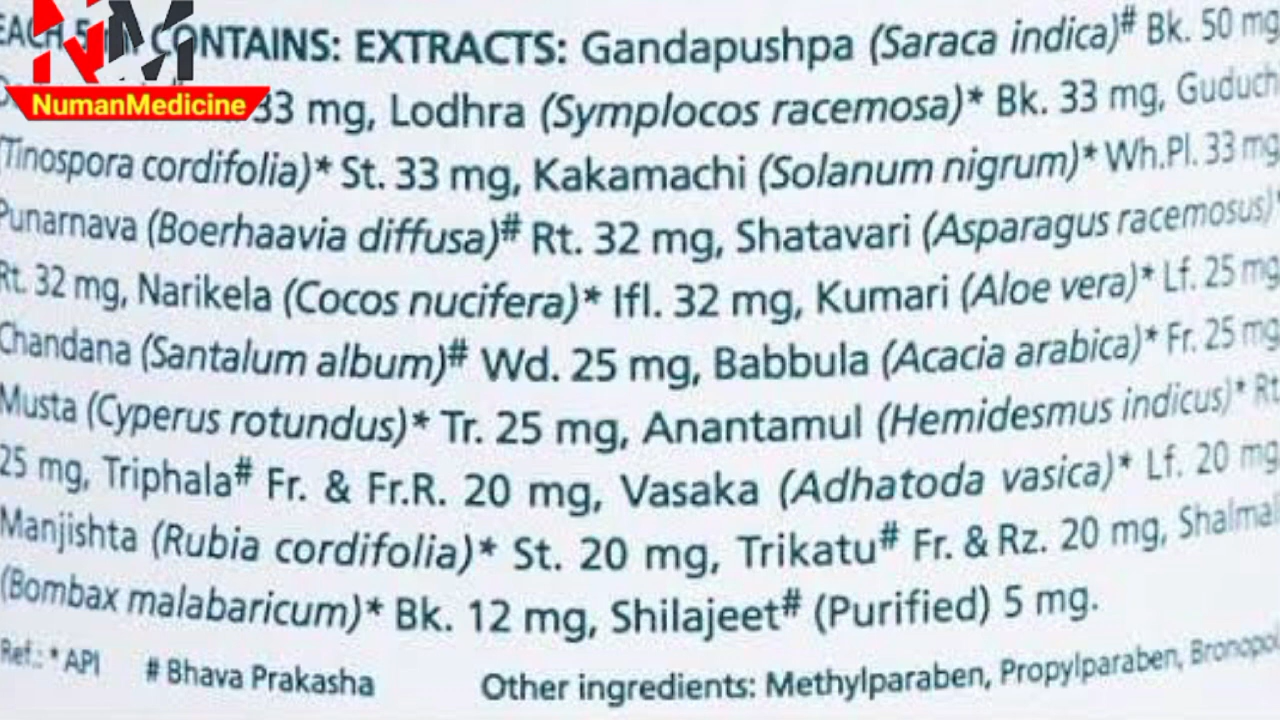 NM
NumanMedicine
EACH 5 CONTAINS: EXTRACTS: Gandapushpa (Saraca indica)# Bk. 50 mg
33 mg, Lodhra (Symplocos racemosa)* Bk. 33 mg, Guduch
(Tinospora cordifolia)* St. 33 mg, Kakamachi (Solanum nigrum)* Wh.Pl. 33 mg
Punarnava (Boerhaavia diffusa)# Rt. 32 mg, Shatavari (Asparagus racemosus)*
Rt. 32 mg, Narikela (Cocos nucifera)* Ifl. 32 mg, Kumari (Aloe vera)* Lf. 25 mg
Chandana (Santalum album)# Wd. 25 mg, Babbula (Acacia arabica)* Fr. 25 mg
Musta (Cyperus rotundus)* Tr. 25 mg, Anantamul (Hemidesmus indicus)* Rt
25 mg, Triphala# Fr. & Fr.R. 20 mg, Vasaka (Adhatoda vasica)* Lf. 20 mg
Manjishta (Rubia cordifolia)* St. 20 mg, Trikatu# Fr. & Rz. 20 mg, Shalmal
(Bombax malabaricum)* Bk. 12 mg, Shilajeet# (Purified) 5 mg.
Ref.: * API # Bhava Prakasha Other ingredients: Methylparaben, Propylparaben, Bronopol